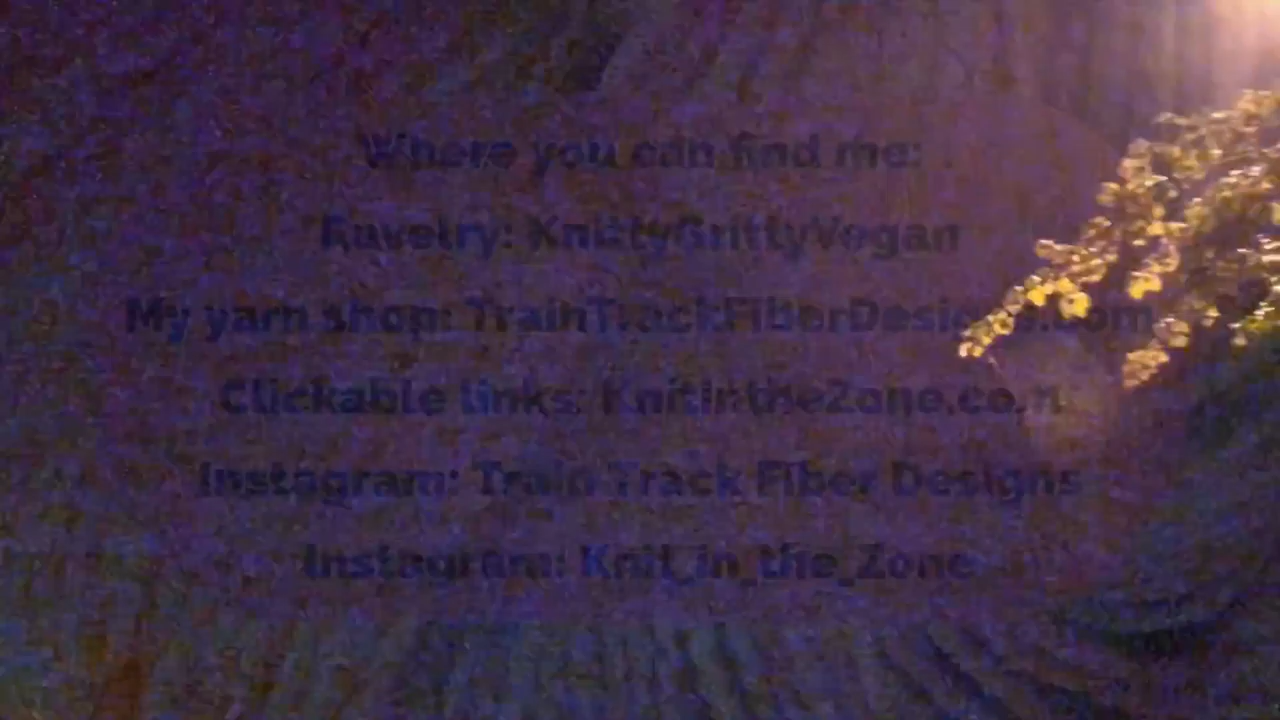 Where you can find me:
Ravelry: KnittyGrittyVegan
My yarn shop: TrainTrackFiberDesigns.com
Clickable links: KnitintheZone.com
Instagram: Train Track Fiber Designs
Instagram: Knit_in_the_Zone